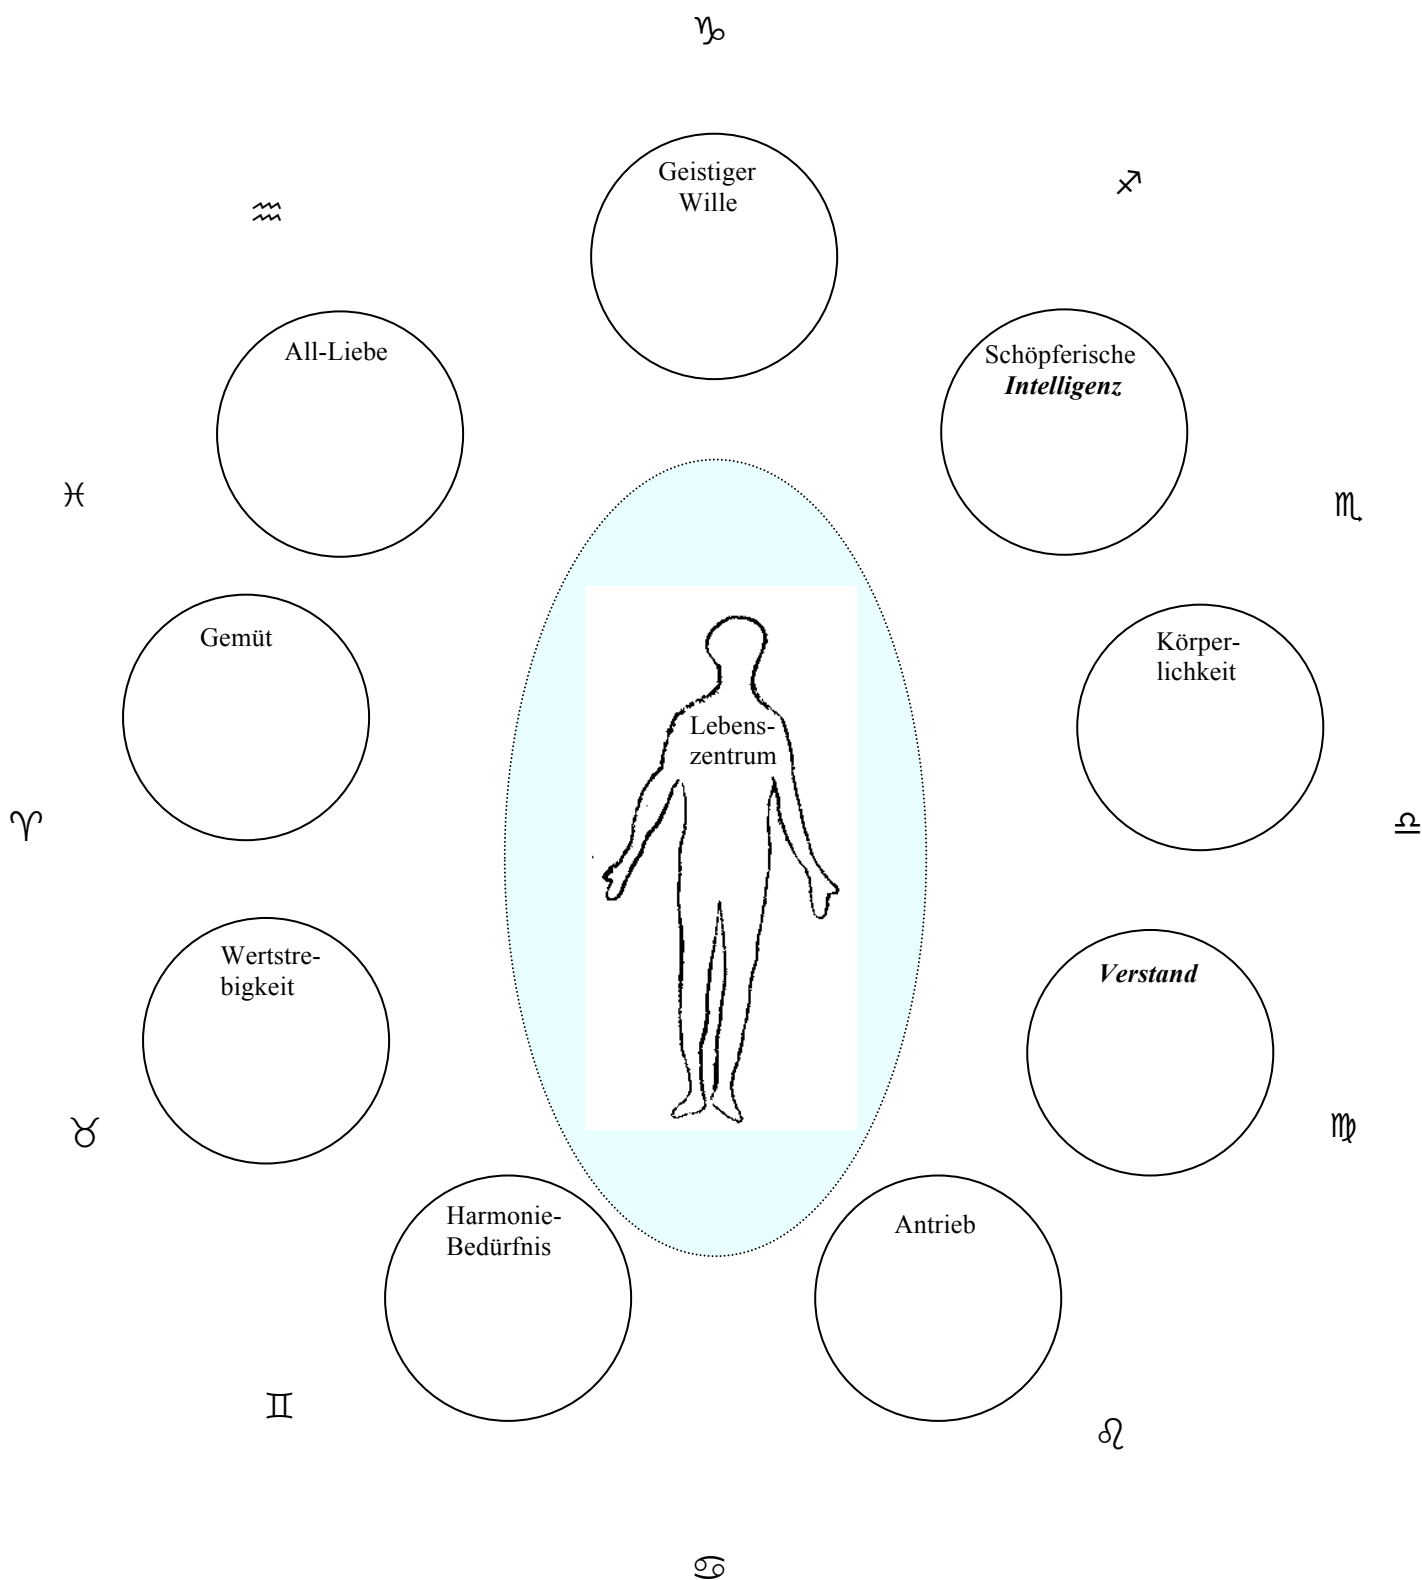 ♑
Geistiger
Wille
♐
♒
All-Liebe
Schöpferische
Intelligenz
♓
♏
Gemüt
Körper-
lichkeit
Lebens-
zentrum
♈
♎
Wertstre-
bigkeit
Verstand
♉
♍
Harmonie-
Bedürfnis
Antrieb
♊
♌
♋